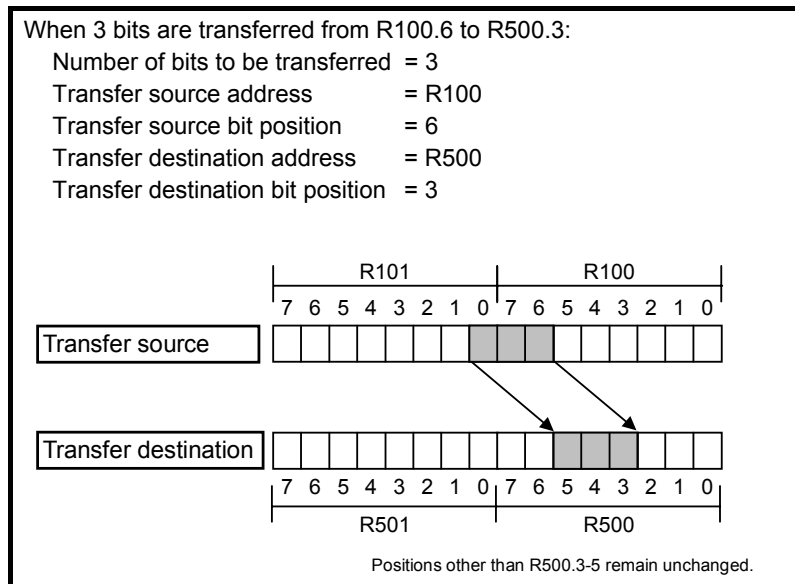 When 3 bits are transferred from R100.6 to R500.3:
Number of bits to be transferred = 3
Transfer source address = R100
Transfer source bit position = 6
Transfer destination address = R500
Transfer destination bit position = 3
R101 R100
7 6 5 4 3 2 1 0 7 6 5 4 3 2 1 0
Transfer source
Transfer destination
7 6 5 4 3 2 1 0 7 6 5 4 3 2 1 0
R501 R500
Positions other than R500.3-5 remain unchanged.